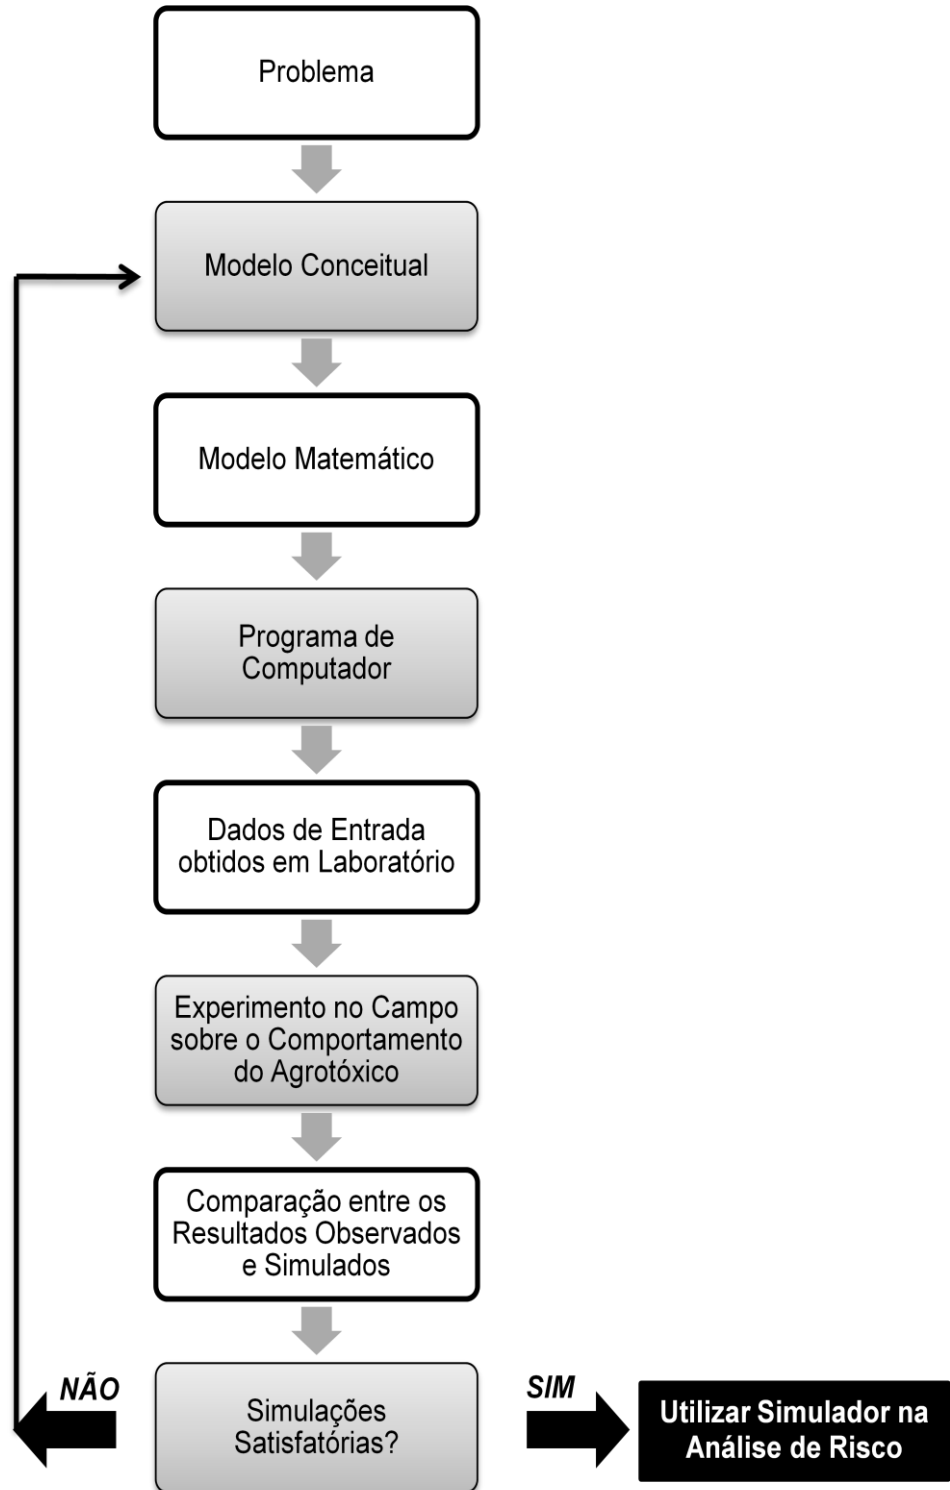 Problema
Modelo Conceitual
Modelo Matemático
Programa de
Computador
Dados de Entrada
obtidos em Laboratório
Experimento no Campo
sobre o Comportamento
do Agrotóxico
Comparação entre os
Resultados Observados
e Simulados
NÃO
Simulações
Satisfatórias?
SIM
Utilizar Simulador na
Análise de Risco